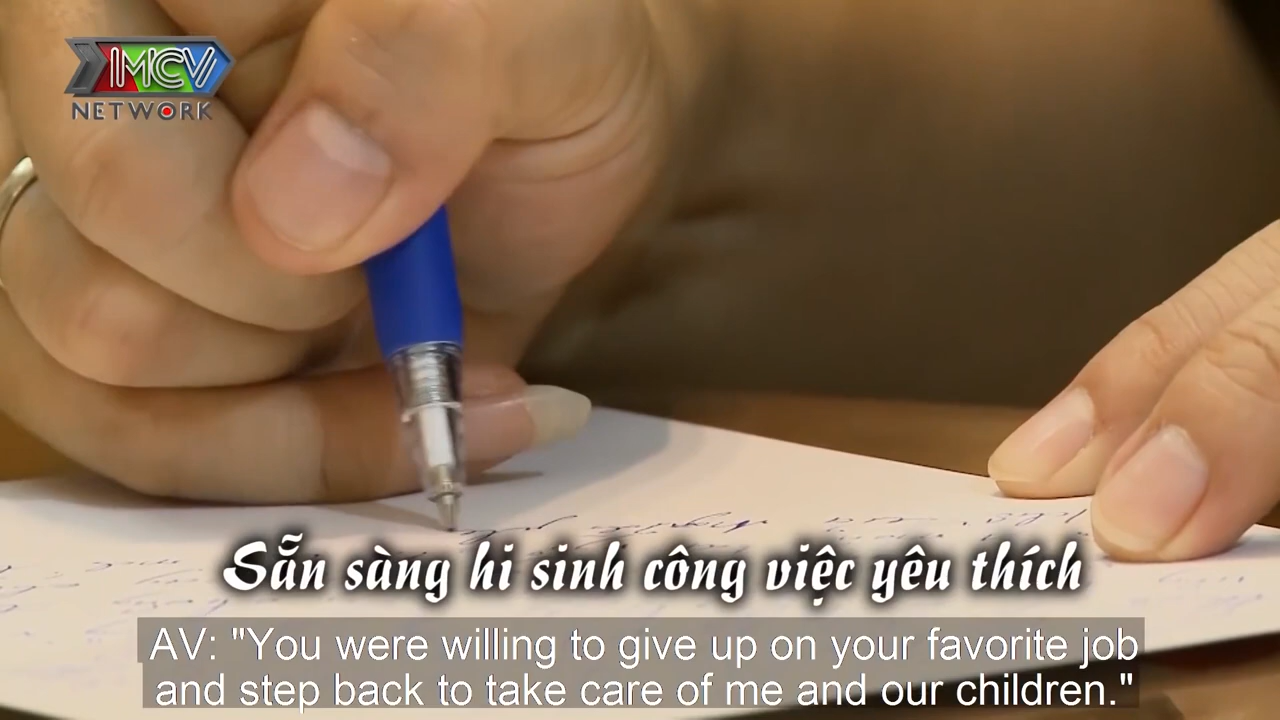 MCV
NETWORK
Sẵn sàng hi sinh công việc yêu thích
AV: "You were willing to give up on your favorite job
and step back to take care of me and our children."